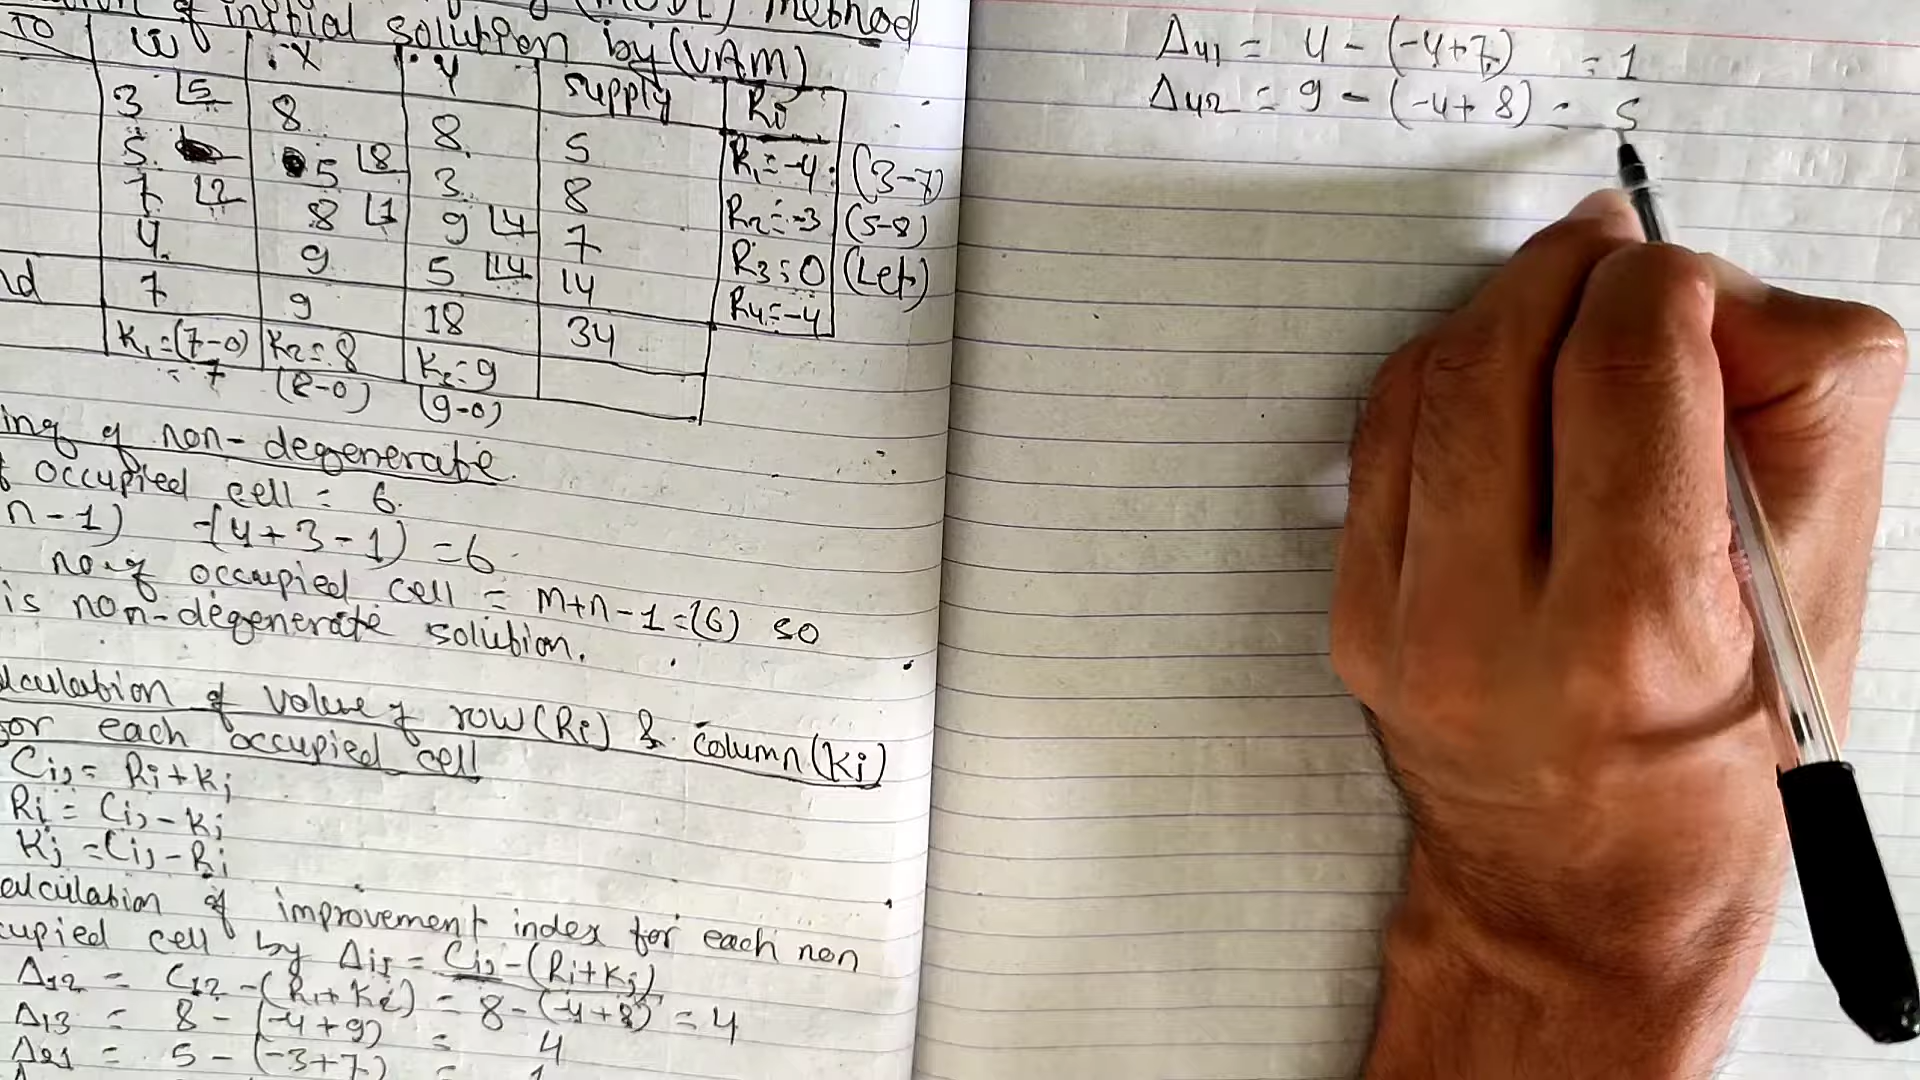 (MODI) method
of initial solution by (VAM)
TO W X Y supply Ri
3 5 8 8 5 R1=-4 (3-7)
5 5 8 3 8 R2=-3 (5-8)
7 2 8 1 9 4 7 R3=0 (Let)
4 9 5 14 14 R4=-4
nd 7 9 18 34
K1=(7-0) K2=8 K3=9
=7 (8-0) (9-0)
ing of non-degenerate.
occupied cell = 6.
n-1) (4+3-1) =6
no. of occupied cell = m+n-1=(6) so
is non-degenerate solution.
lculation of value of row(Ri) & column(Kj)
for each occupied cell
Cij = Ri+Kj
Ri = Cij-Kj
Kj = Cij-Ri
alculation of improvement index for each non
cupied cell by Δij = Cij-(Ri+Kj)
Δ12 = C12-(R1+K2) = 8-(-4+8) = 4
Δ13 = 8-(-4+9) = 4
Δ21 = 5-(-3+7) = 1
Δ41 = 4-(-4+7) = 1
Δ42 = 9-(-4+8) = 5